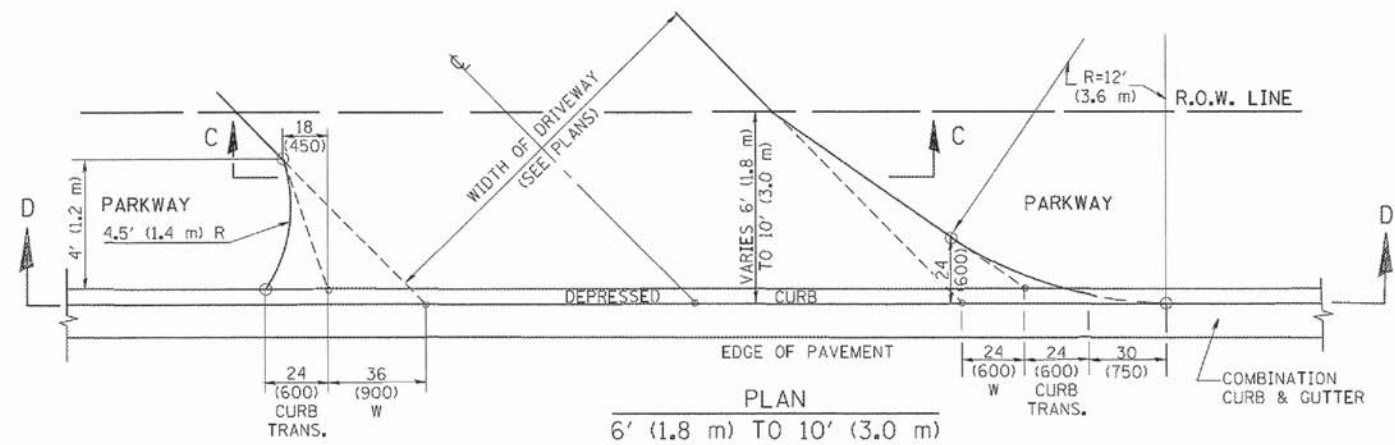 R=12'
(3.6 m)
R.O.W. LINE
℄
WIDTH OF DRIVEWAY
(SEE PLANS)
C
18
(450)
C
VARIES 6' (1.8 m)
TO 10' (3.0 m)
4' (1.2 m)
PARKWAY
4.5' (1.4 m) R
PARKWAY
D
D
24
(600)
DEPRESSED CURB
EDGE OF PAVEMENT
24
(600)
CURB
TRANS.
36
(900)
W
24
(600)
W
24
(600)
CURB
TRANS.
30
(750)
COMBINATION
CURB & GUTTER
PLAN
6' (1.8 m) TO 10' (3.0 m)